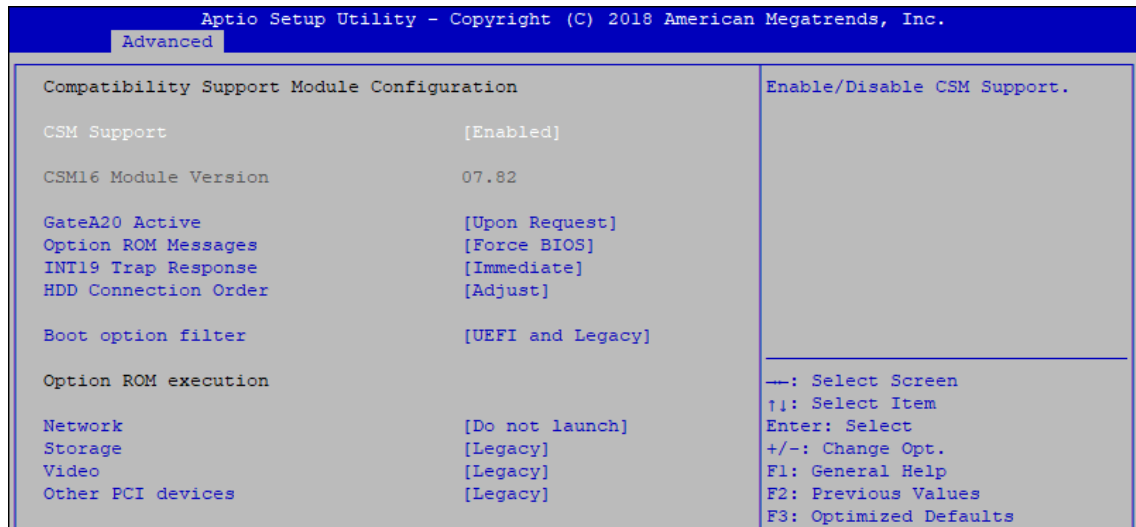 Aptio Setup Utility - Copyright (C) 2018 American Megatrends, Inc.
Advanced
Compatibility Support Module Configuration
CSM Support [Enabled]
CSM16 Module Version 07.82
GateA20 Active [Upon Request]
Option ROM Messages [Force BIOS]
INT19 Trap Response [Immediate]
HDD Connection Order [Adjust]
Boot option filter [UEFI and Legacy]
Option ROM execution
Network [Do not launch]
Storage [Legacy]
Video [Legacy]
Other PCI devices [Legacy]
Enable/Disable CSM Support.
→←: Select Screen
↑↓: Select Item
Enter: Select
+/-: Change Opt.
F1: General Help
F2: Previous Values
F3: Optimized Defaults